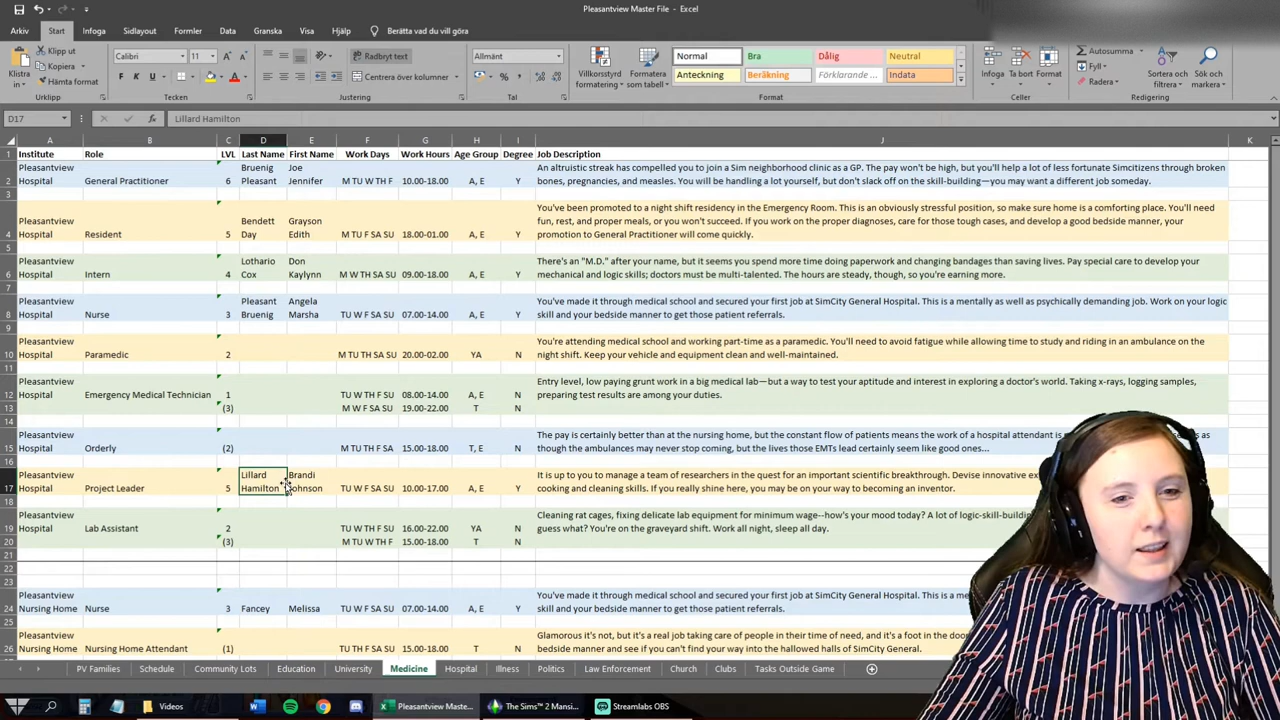 Pleasantview Master File - Excel
Arkiv Start Infoga Sidlayout Formler Data Granska Visa Hjälp Berätta vad du vill
Klipp ut
Kopiera
Hämta format
Klistra in
Urklipp
Calibri 11
F K U
Tecken
Radbryt text
Centrera över kolumner
Justering
Allmänt
Tal
Villkorsstyrd formatering
Formatera som tabell
Normal Bra Dålig Neutral
Anteckning Beräkning Förklarande ... Indata
Format
Infoga Ta bort Format
Celler
Autosumma
Fyll
Radera
Sortera och filtrera
Sök och markera
Redigering
D17 fx Lillard Hamilton
A B C D E F G H I J K
1 Institute Role LVL Last Name First Name Work Days Work Hours Age Group Degree Job Description
Pleasantview Bruenig Joe An altruistic streak has compelled you to join a Sim neighborhood clinic as a GP. The pay won't be high, but you'll help a lot of less fortunate Simcitizens through broken
2 Hospital General Practitioner 6 Pleasant Jennifer M TU W TH F 10.00-18.00 A, E Y bones, pregnancies, and measles. You will be handling a lot yourself, but don't slack off on the skill-building—you may want a different job someday.
3
You've been promoted to a night shift residency in the Emergency Room. This is an obviously stressful position, so make sure home is a comforting place. You'll need
Pleasantview Bendett Grayson fun, rest, and proper meals, or you won't succeed. If you work on the proper diagnoses, care for those tough cases, and develop a good bedside manner, your
4 Hospital Resident 5 Day Edith M TU F SA SU 18.00-01.00 A, E Y promotion to General Practitioner will come quickly.
5
Pleasantview Lothario Don There's an "M.D." after your name, but it seems you spend more time doing paperwork and changing bandages than saving lives. Pay special care to develop your
6 Hospital Intern 4 Cox Kaylynn M W TH SA SU 09.00-18.00 A, E Y mechanical and logic skills; doctors must be multi-talented. The hours are steady, though, so you're earning more.
7
Pleasantview Pleasant Angela You've made it through medical school and secured your first job at SimCity General Hospital. This is a mentally as well as psychically demanding job. Work on your logic
8 Hospital Nurse 3 Bruenig Marsha TU W F SA SU 07.00-14.00 A, E Y skill and your bedside manner to get those patient referrals.
9
Pleasantview You're attending medical school and working part-time as a paramedic. You'll need to avoid fatigue while allowing time to study and riding in an ambulance on the
10 Hospital Paramedic 2 M TU TH SA SU 20.00-02.00 YA N night shift. Keep your vehicle and equipment clean and well-maintained.
11
Pleasantview Entry level, low paying grunt work in a big medical lab—but a way to test your aptitude and interest in exploring a doctor's world. Taking x-rays, logging samples,
12 Hospital Emergency Medical Technician 1 TU W F SA SU 08.00-14.00 A, E N preparing test results are among your duties.
13 (3) M W F SA SU 19.00-22.00 T N
14
Pleasantview The pay is certainly better than at the nursing home, but the constant flow of patients means the work of a hospital attendant is as
15 Hospital Orderly (2) M TU TH F SA 15.00-18.00 T, E N though the ambulances may never stop coming, but the lives those EMTs lead certainly seem like good ones...
16
Pleasantview Lillard Brandi It is up to you to manage a team of researchers in the quest for an important scientific breakthrough. Devise innovative
17 Hospital Project Leader 5 Hamilton Johnson TU W F SA SU 10.00-17.00 A, E Y cooking and cleaning skills. If you really shine here, you may be on your way to becoming an inventor.
18
Pleasantview Cleaning rat cages, fixing delicate lab equipment for minimum wage--how's your mood today? A lot of logic-skill-building
19 Hospital Lab Assistant 2 TU W TH F SU 16.00-22.00 YA N guess what? You're on the graveyard shift. Work all night, sleep all day.
20 (3) M TU W TH F 15.00-18.00 T N
21
22
23
Pleasantview You've made it through medical school and secured your first job at SimCity General Hospital. This is a
24 Nursing Home Nurse 3 Fancey Melissa TU W F SA SU 07.00-14.00 A, E Y skill and your bedside manner to get those patient referrals.
25
Pleasantview Glamorous it's not, but it's a real job taking care of people in their time of need, and it's a foot in the
26 Nursing Home Nursing Home Attendant (1) M TW F SA SU 15.00-18.00 T N bedside manner and see if you can find your way into the hallowed halls of SimCity General.
PV Families Schedule Community Lots Education University Medicine Hospital Illness Politics Law Enforcement Church Clubs Tasks Outside Game
Videos Pleasantview Maste... The Sims™ 2 Mansi... Streamlabs OBS